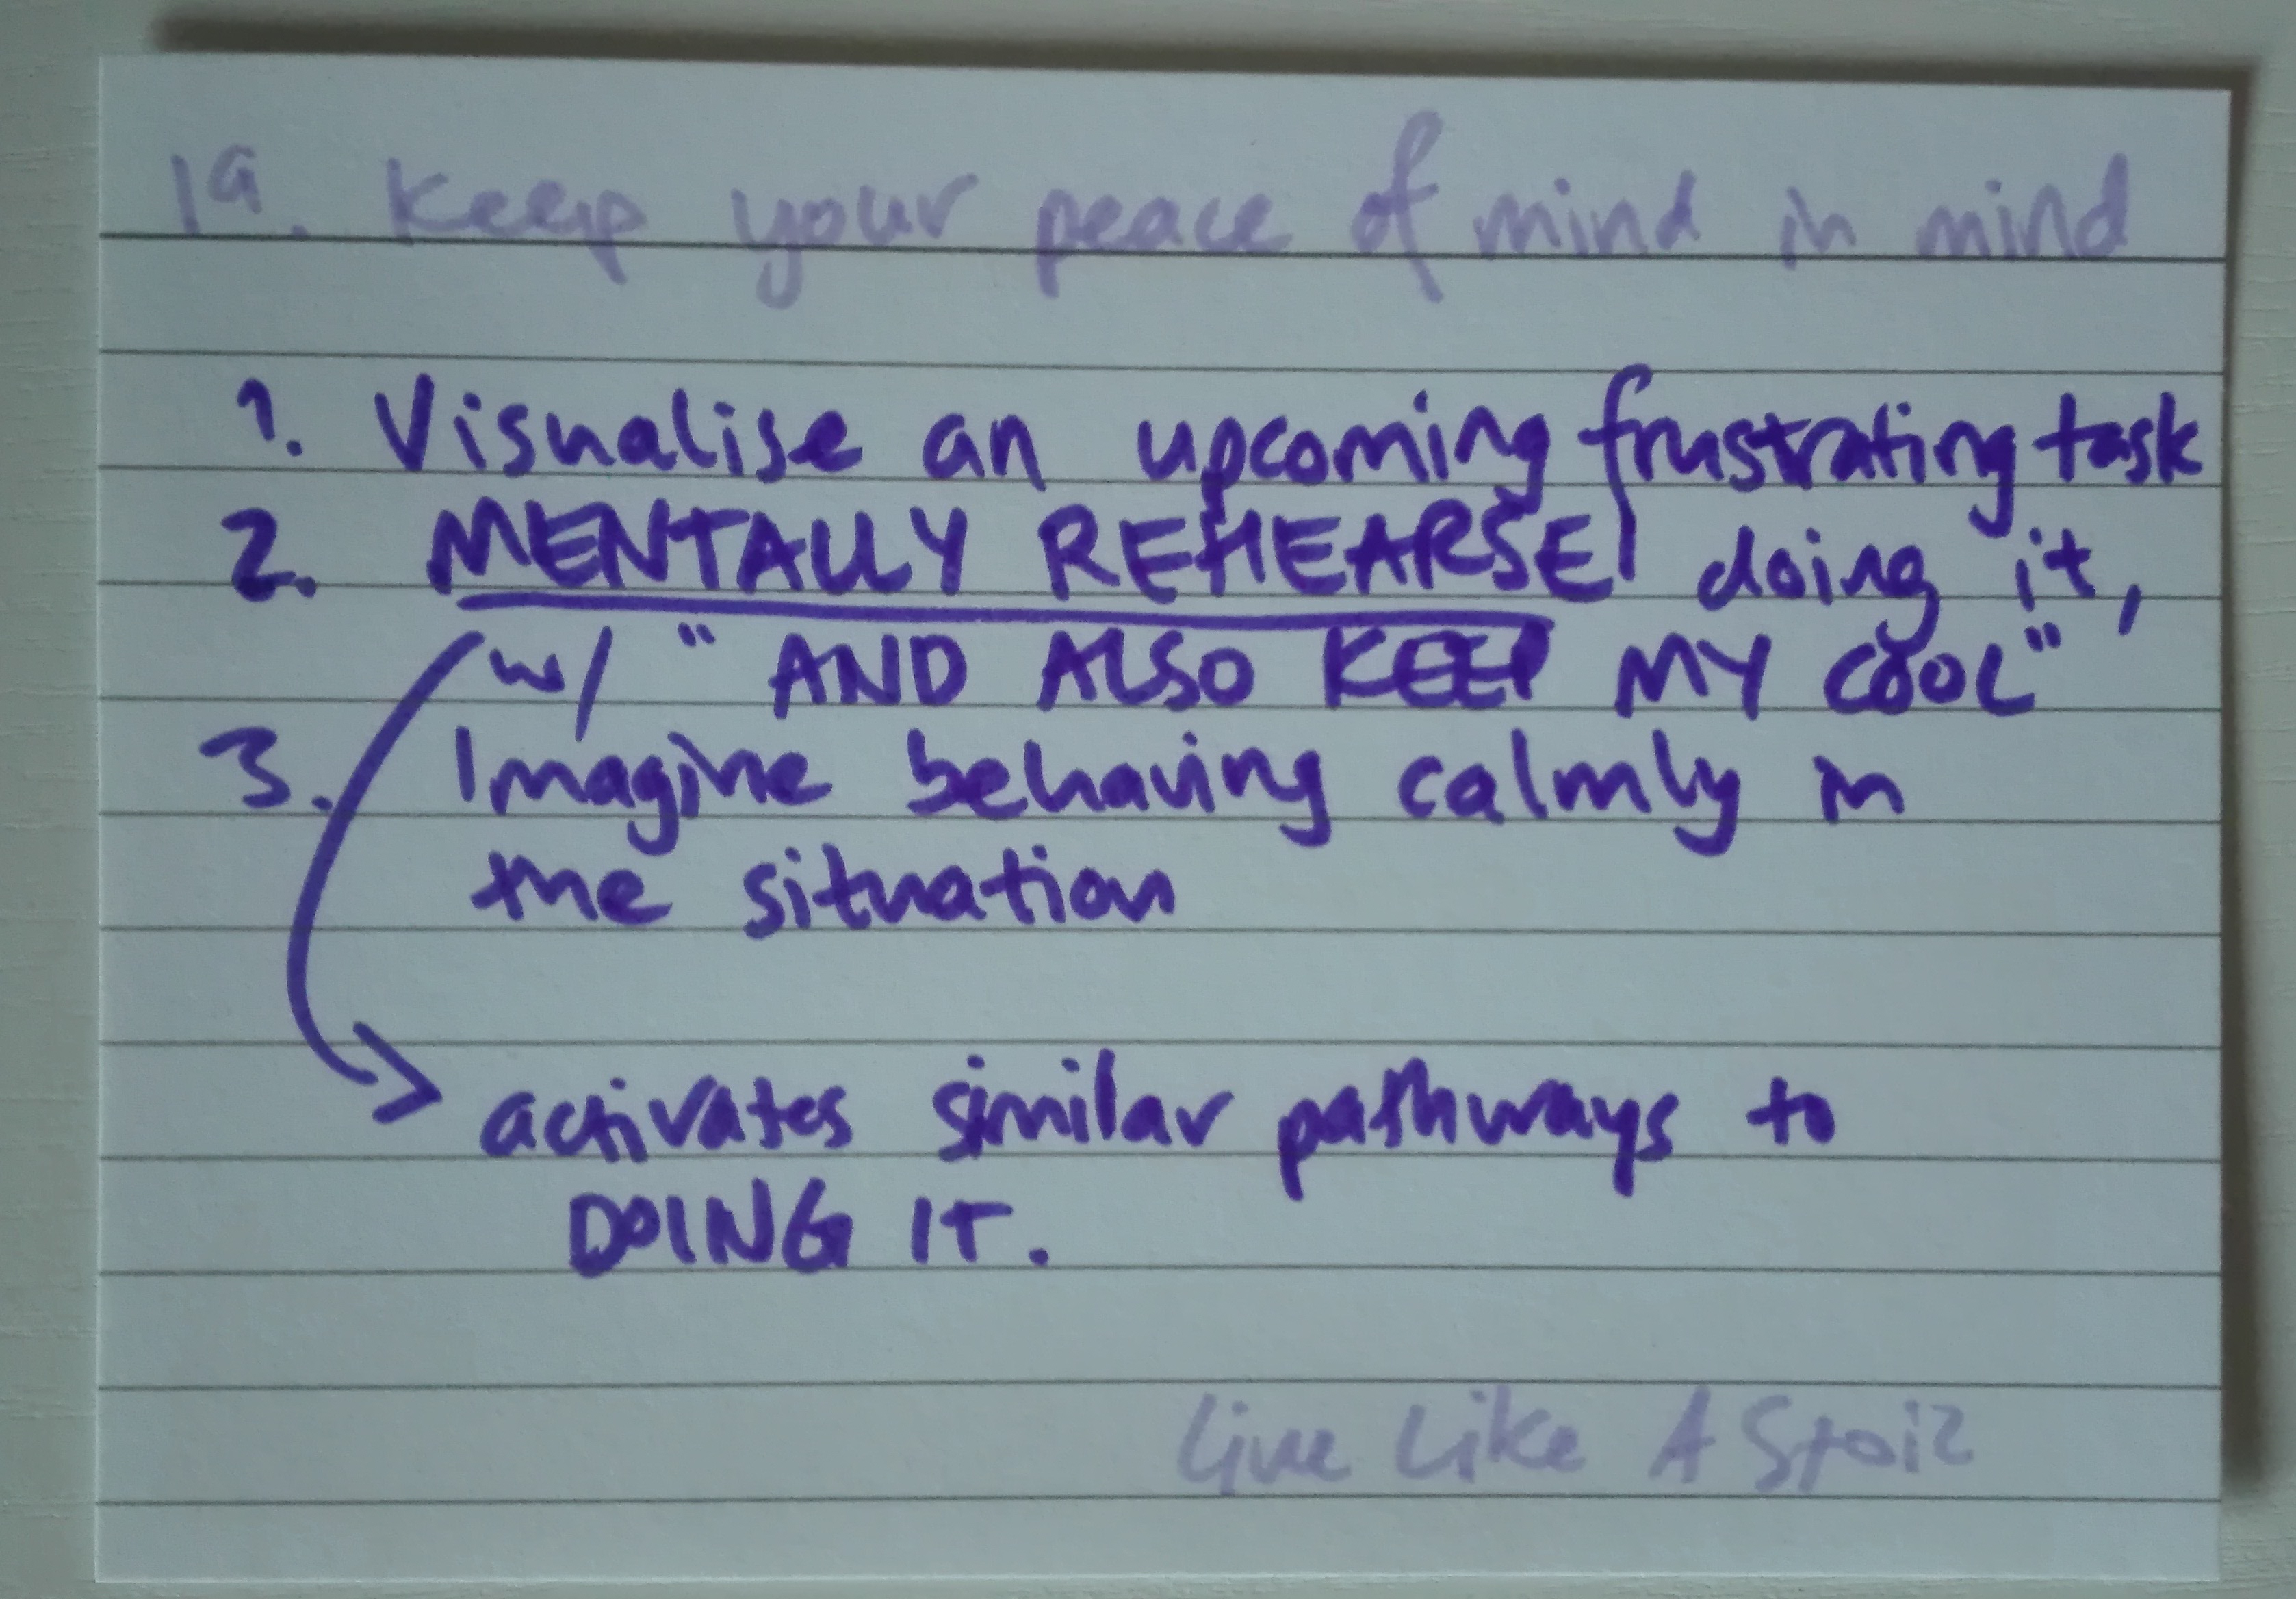 19. Keep your peace of mind in mind
1. Visualise an upcoming frustrating task
2. MENTALLY REHEARSE doing it,
w/ "AND ALSO KEEP MY COOL"
3. Imagine behaving calmly in
the situation
activates similar pathways to
DOING IT.
Live Like A Stoic